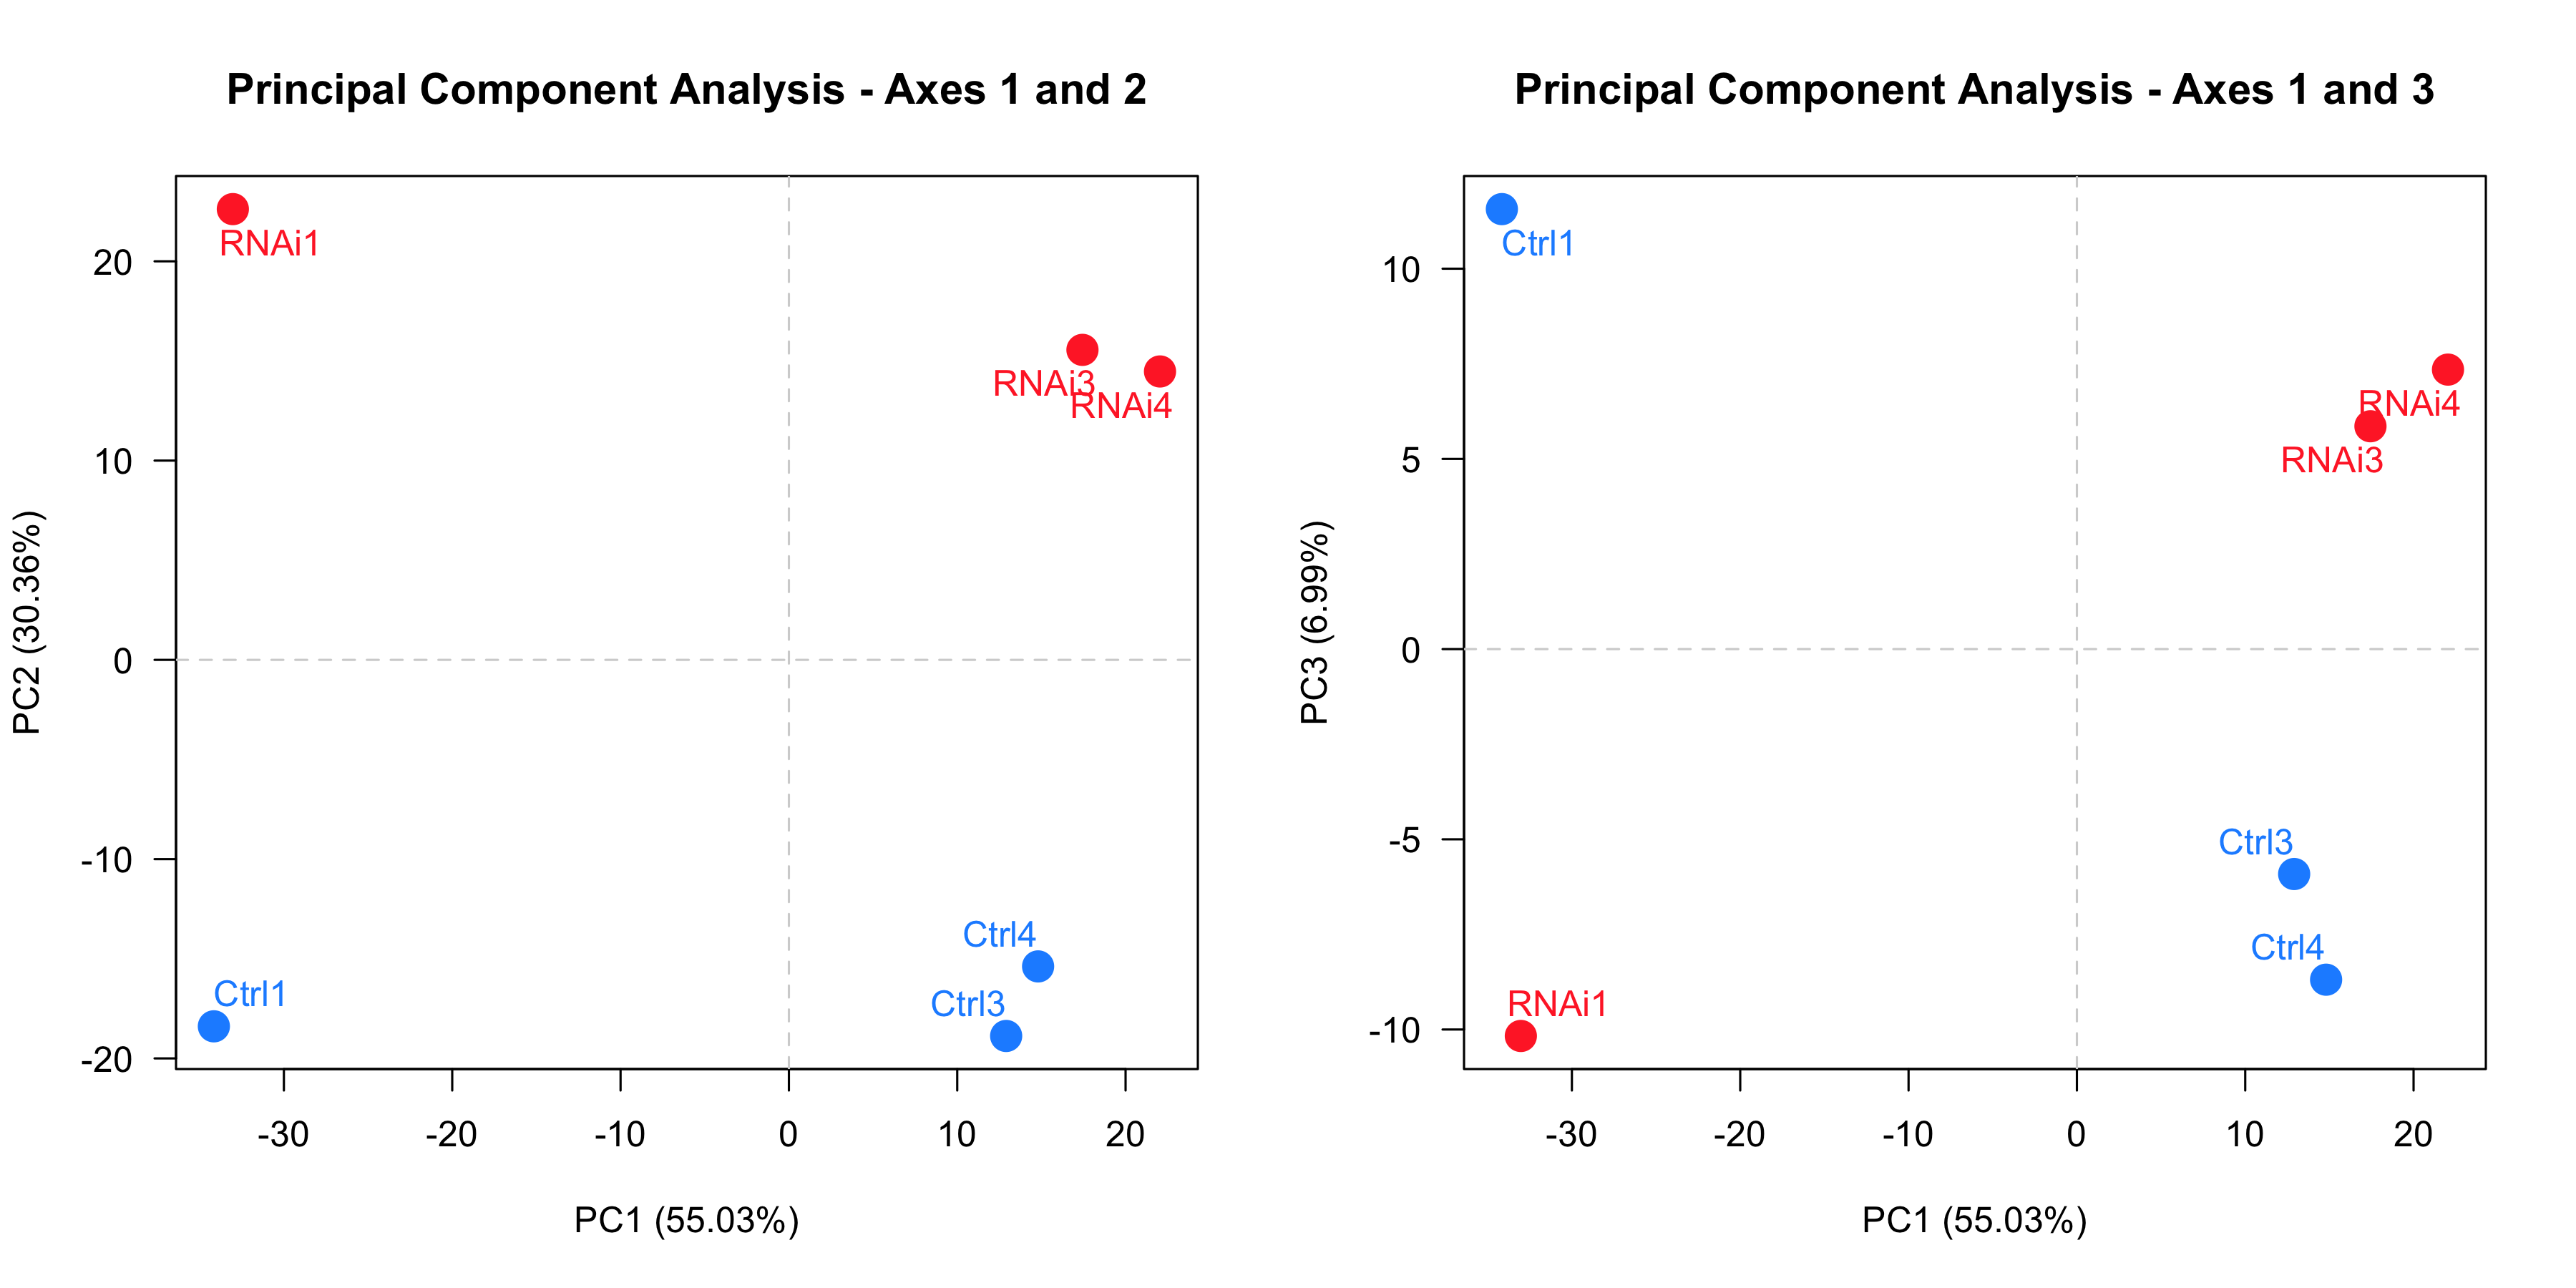 Principal Component Analysis - Axes 1 and 2
RNAi1
RNAi3
RNAi4
Ctrl4
Ctrl3
Ctrl1
20
10
0
-10
-20
PC2 (30.36%)
-30 -20 -10 0 10 20
PC1 (55.03%)
Principal Component Analysis - Axes 1 and 3
Ctrl1
RNAi4
RNAi3
Ctrl3
Ctrl4
RNAi1
10
5
0
-5
-10
PC3 (6.99%)
-30 -20 -10 0 10 20
PC1 (55.03%)